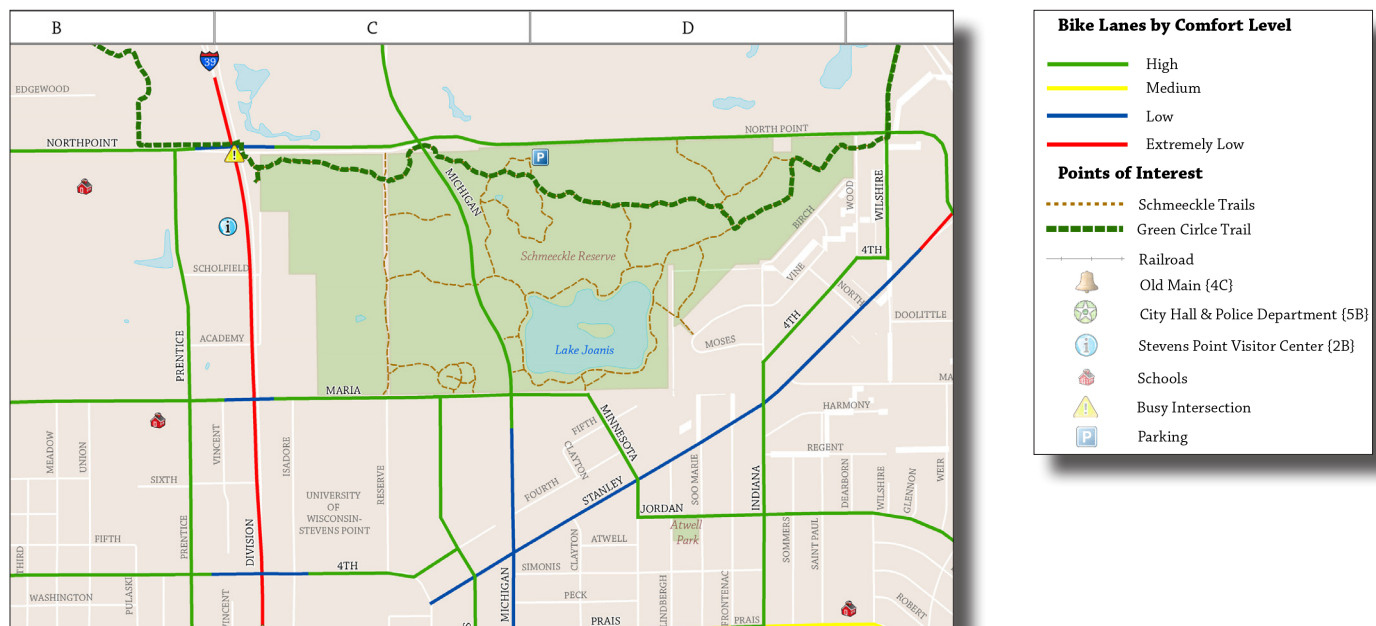 B
C
D
39
EDGEWOOD
NORTHPOINT
NORTH POINT
MICHIGAN
WOOD
WILSHIRE
BIRCH
4TH
Schmeeckle Reserve
SCHOLFIELD
VINE
NORTH
4TH
DOOLITTLE
PRENTICE
ACADEMY
MOSES
Lake Joanis
MARIA
MA
HARMONY
MINNESOTA
FIFTH
MEADOW
UNION
VINCENT
ISADORE
RESERVE
CLAYTON
REGENT
SIXTH
UNIVERSITY
OF
WISCONSIN-
STEVENS POINT
FOURTH
STANLEY
SOO MARIE
INDIANA
DEARBORN
WILSHIRE
GLENNON
WEIR
JORDAN
Atwell
Park
PRENTICE
DIVISION
FIFTH
THIRD
CLAYTON
ATWELL
SOMMERS
SAINT PAUL
4TH
SIMONIS
WASHINGTON
PULASKI
VINCENT
MICHIGAN
PECK
LINDBERGH
FRONTENAC
ROBERT
PRAIS
PRAIS
S
Bike Lanes by Comfort Level
High
Medium
Low
Extremely Low
Points of Interest
Schmeeckle Trails
Green Cirlce Trail
Railroad
Old Main {4C}
City Hall & Police Department {5B}
i Stevens Point Visitor Center {2B}
Schools
! Busy Intersection
P Parking